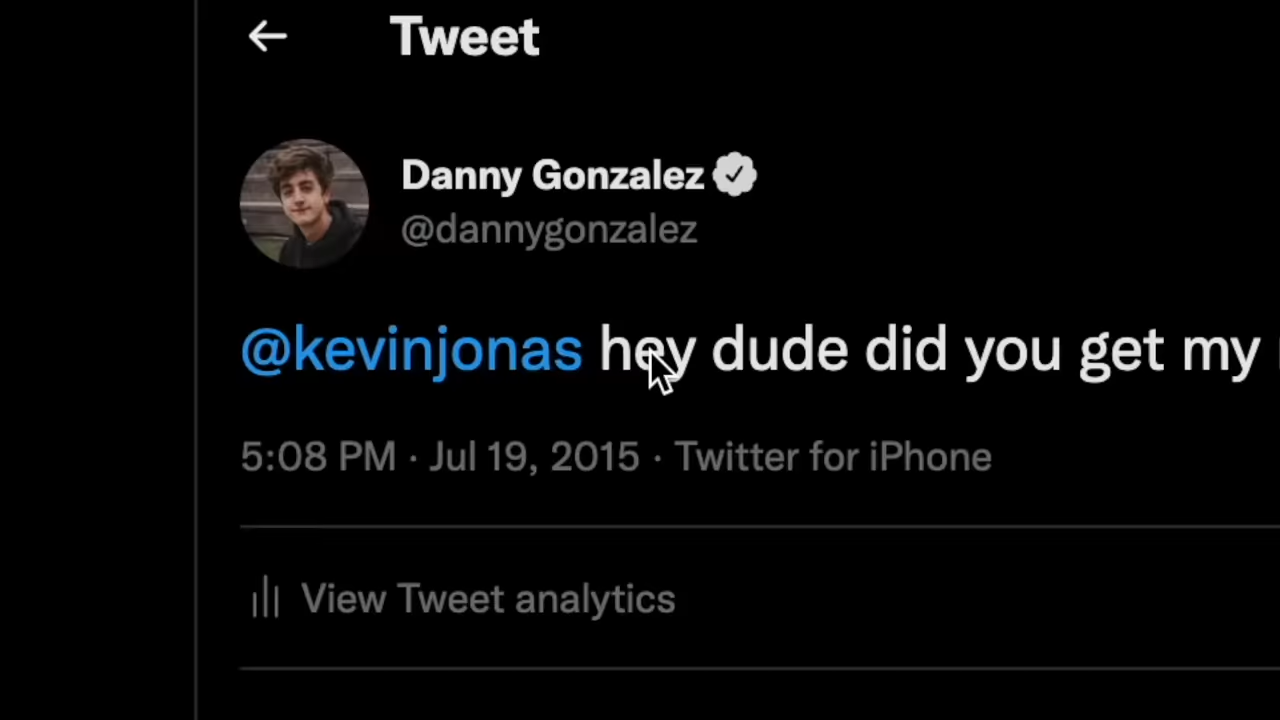 Tweet
Danny Gonzalez
@dannygonzalez
@kevinjonas hey dude did you get my
5:08 PM · Jul 19, 2015 · Twitter for iPhone
View Tweet analytics